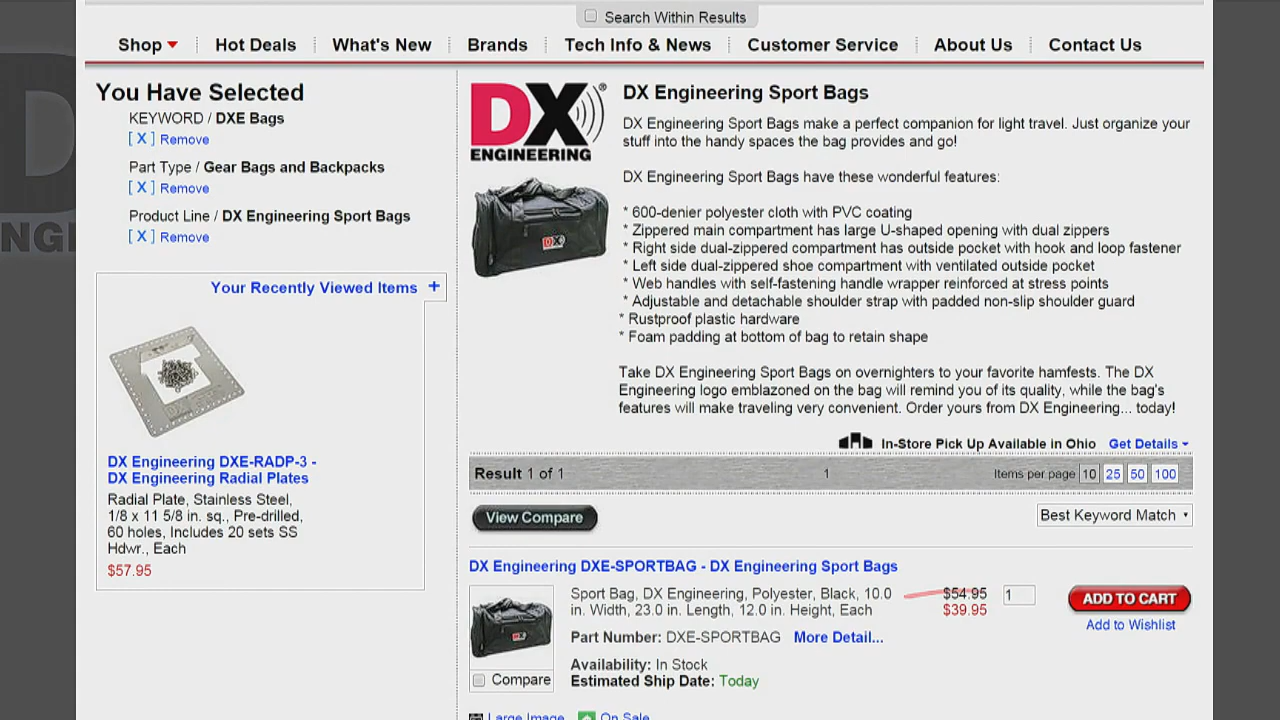 Search Within Results
Shop
Hot Deals
What's New
Brands
Tech Info & News
Customer Service
About Us
Contact Us
You Have Selected
KEYWORD / DXE Bags
[ X ] Remove
Part Type / Gear Bags and Backpacks
[ X ] Remove
Product Line / DX Engineering Sport Bags
[ X ] Remove
Your Recently Viewed Items +
DX Engineering DXE-RADP-3 -
DX Engineering Radial Plates
Radial Plate, Stainless Steel,
1/8 x 11 5/8 in. sq., Pre-drilled,
60 holes, Includes 20 sets SS
Hdwr., Each
$57.95
DX®
ENGINEERING
DX Engineering Sport Bags
DX Engineering Sport Bags make a perfect companion for light travel. Just organize your
stuff into the handy spaces the bag provides and go!
DX Engineering Sport Bags have these wonderful features:
* 600-denier polyester cloth with PVC coating
* Zippered main compartment has large U-shaped opening with dual zippers
* Right side dual-zippered compartment has outside pocket with hook and loop fastener
* Left side dual-zippered shoe compartment with ventilated outside pocket
* Web handles with self-fastening handle wrapper reinforced at stress points
* Adjustable and detachable shoulder strap with padded non-slip shoulder guard
* Rustproof plastic hardware
* Foam padding at bottom of bag to retain shape
Take DX Engineering Sport Bags on overnighters to your favorite hamfests. The DX
Engineering logo emblazoned on the bag will remind you of its quality, while the bag's
features will make traveling very convenient. Order yours from DX Engineering... today!
In-Store Pick Up Available in Ohio Get Details
Result 1 of 1
1
Items per page 10 25 50 100
View Compare
Best Keyword Match
DX Engineering DXE-SPORTBAG - DX Engineering Sport Bags
Sport Bag, DX Engineering, Polyester, Black, 10.0
in. Width, 23.0 in. Length, 12.0 in. Height, Each
$54.95
$39.95
1
ADD TO CART
Add to Wishlist
Part Number: DXE-SPORTBAG More Detail...
Availability: In Stock
Estimated Ship Date: Today
Compare
Large Image
On Sale